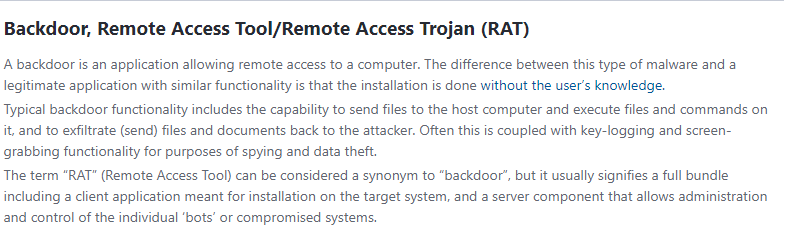 Backdoor, Remote Access Tool/Remote Access Trojan (RAT)
A backdoor is an application allowing remote access to a computer. The difference between this type of malware and a
legitimate application with similar functionality is that the installation is done without the user’s knowledge.
Typical backdoor functionality includes the capability to send files to the host computer and execute files and commands on
it, and to exfiltrate (send) files and documents back to the attacker. Often this is coupled with key-logging and screen-
grabbing functionality for purposes of spying and data theft.
The term “RAT” (Remote Access Tool) can be considered a synonym to “backdoor”, but it usually signifies a full bundle
including a client application meant for installation on the target system, and a server component that allows administration
and control of the individual ‘bots’ or compromised systems.